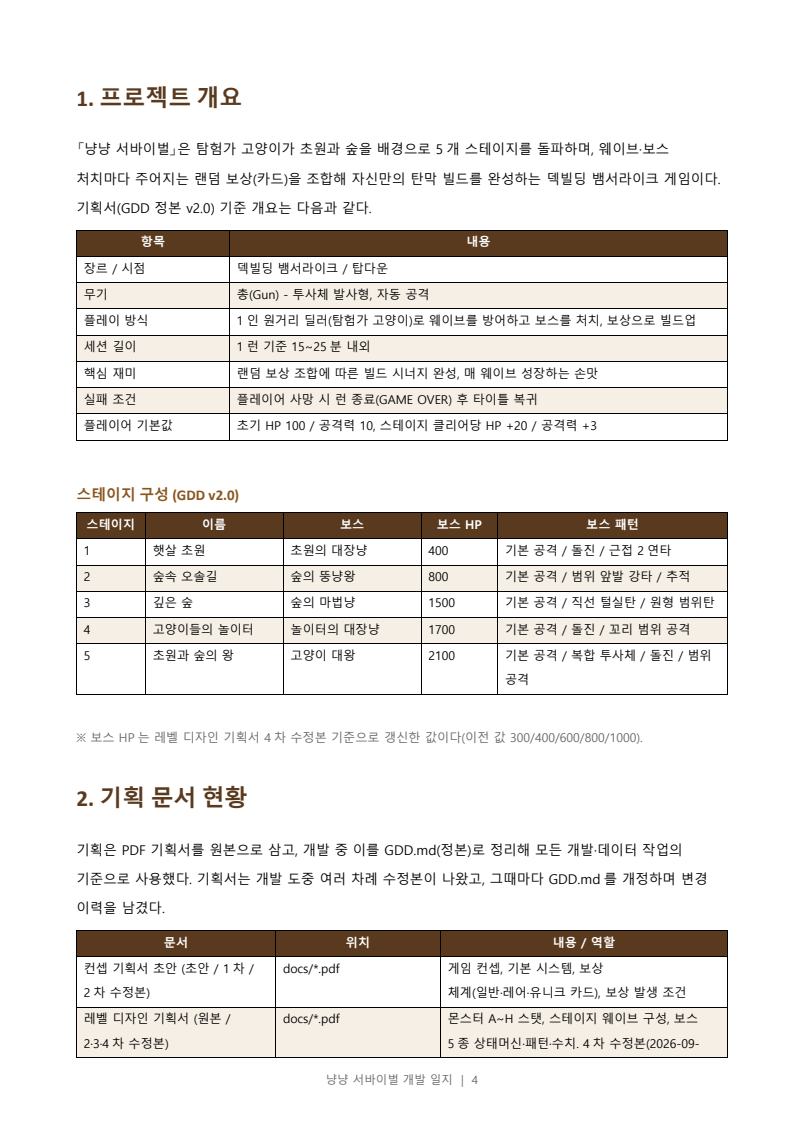 1. 프로젝트 개요
「냥냥 서바이벌」은 탐험가 고양이가 초원과 숲을 배경으로 5 개 스테이지를 돌파하며, 웨이브·보스
처치마다 주어지는 랜덤 보상(카드)을 조합해 자신만의 탄막 빌드를 완성하는 덱빌딩 뱀서라이크 게임이다.
기획서(GDD 정본 v2.0) 기준 개요는 다음과 같다.
항목 내용
장르 / 시점 덱빌딩 뱀서라이크 / 탑다운
무기 총(Gun) - 투사체 발사형, 자동 공격
플레이 방식 1 인 원거리 딜러(탐험가 고양이)로 웨이브를 방어하고 보스를 처치, 보상으로 빌드업
세션 길이 1 런 기준 15~25 분 내외
핵심 재미 랜덤 보상 조합에 따른 빌드 시너지 완성, 매 웨이브 성장하는 손맛
실패 조건 플레이어 사망 시 런 종료(GAME OVER) 후 타이틀 복귀
플레이어 기본값 초기 HP 100 / 공격력 10, 스테이지 클리어당 HP +20 / 공격력 +3
스테이지 구성 (GDD v2.0)
스테이지 이름 보스 보스 HP 보스 패턴
1 햇살 초원 초원의 대장냥 400 기본 공격 / 돌진 / 근접 2 연타
2 숲속 오솔길 숲의 뚱냥왕 800 기본 공격 / 범위 앞발 강타 / 추적
3 깊은 숲 숲의 마법냥 1500 기본 공격 / 직선 털실탄 / 원형 범위탄
4 고양이들의 놀이터 놀이터의 대장냥 1700 기본 공격 / 돌진 / 꼬리 범위 공격
5 초원과 숲의 왕 고양이 대왕 2100 기본 공격 / 복합 투사체 / 돌진 / 범위
공격
※ 보스 HP 는 레벨 디자인 기획서 4 차 수정본 기준으로 갱신한 값이다(이전 값 300/400/600/800/1000).
2. 기획 문서 현황
기획은 PDF 기획서를 원본으로 삼고, 개발 중 이를 GDD.md(정본)로 정리해 모든 개발·데이터 작업의
기준으로 사용했다. 기획서는 개발 도중 여러 차례 수정본이 나왔고, 그때마다 GDD.md 를 개정하며 변경
이력을 남겼다.
문서 위치 내용 / 역할
컨셉 기획서 초안 (초안 / 1 차 / docs/*.pdf 게임 컨셉, 기본 시스템, 보상
2 차 수정본) 체계(일반·레어·유니크 카드), 보상 발생 조건
레벨 디자인 기획서 (원본 / docs/*.pdf 몬스터 A~H 스탯, 스테이지 웨이브 구성, 보스
2·3·4 차 수정본) 5 종 상태머신·패턴·수치. 4 차 수정본(2026-09-
냥냥 서바이벌 개발 일지 | 4